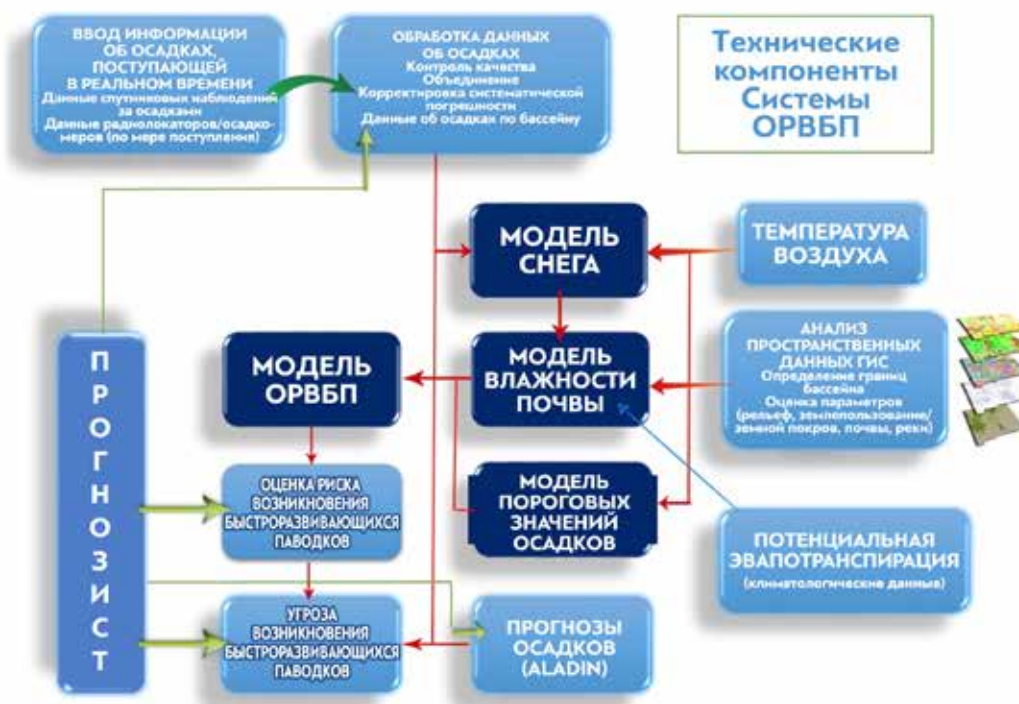 ВВОД ИНФОРМАЦИИ
ОБ ОСАДКАХ,
ПОСТУПАЮЩЕЙ
В РЕАЛЬНОМ ВРЕМЕНИ
Данные спутниковых наблюдений
за осадками
Данные радиолокаторов/осадко-
меров (по мере поступления)
ОБРАБОТКА ДАННЫХ
ОБ ОСАДКАХ
Контроль качества
Объединение
Корректировка систематической
погрешности
Данные об осадках по бассейну
Технические
компоненты
Системы
ОРВБП
МОДЕЛЬ
СНЕГА
ТЕМПЕРАТУРА
ВОЗДУХА
ПРОГНОЗИСТ
МОДЕЛЬ
ОРВБП
МОДЕЛЬ
ВЛАЖНОСТИ
ПОЧВЫ
АНАЛИЗ
ПРОСТРАНСТВЕННЫХ
ДАННЫХ ГИС
Определение границ
бассейна
Оценка параметров
(рельеф, землепользование/
земной покров, почвы, реки)
ОЦЕНКА РИСКА
ВОЗНИКНОВЕНИЯ
БЫСТРОРАЗВИВАЮЩИХСЯ
ПАВОДКОВ
МОДЕЛЬ
ПОРОГОВЫХ
ЗНАЧЕНИЙ
ОСАДКОВ
ПОТЕНЦИАЛЬНАЯ
ЭВАПОТРАНСПИРАЦИЯ
(климатологические данные)
УГРОЗА
ВОЗНИКНОВЕНИЯ
БЫСТРОРАЗВИВАЮЩИХСЯ
ПАВОДКОВ
ПРОГНОЗЫ
ОСАДКОВ
(ALADIN)